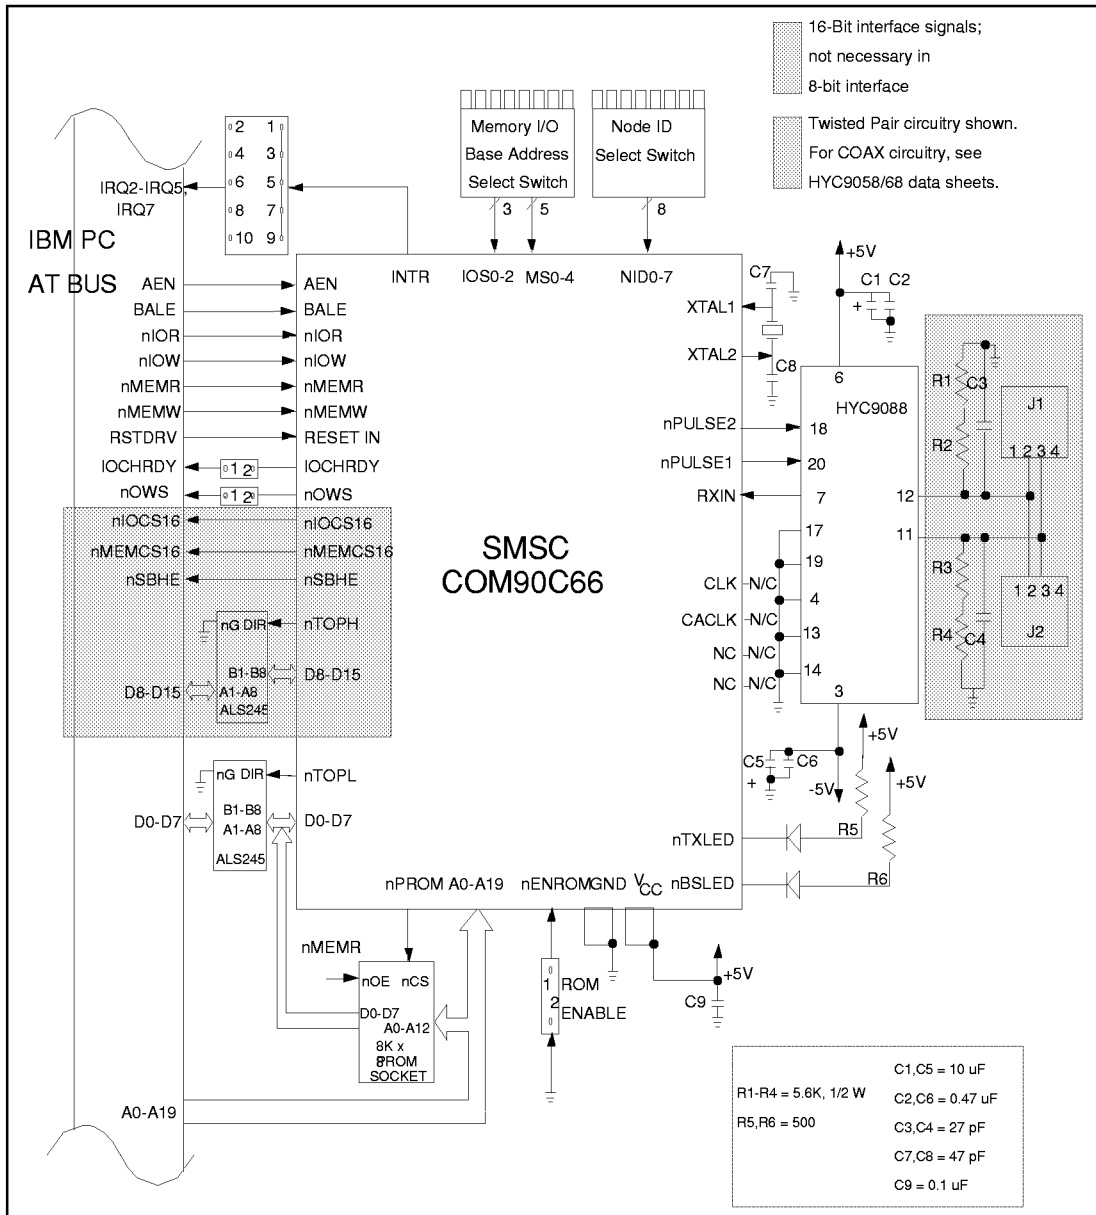 16-Bit interface signals;
not necessary in
8-bit interface
Twisted Pair circuitry shown.
For COAX circuitry, see
HYC9058/68 data sheets.
Memory I/O
Base Address
Select Switch
Node ID
Select Switch
3
5
8
2 1
4 3
6 5
8 7
10 9
IRQ2-IRQ5,
IRQ7
IBM PC
AT BUS
INTR
IOS0-2
MS0-4
NID0-7
AEN
AEN
BALE
BALE
nIOR
nIOR
nIOW
nIOW
nMEMR
nMEMR
nMEMW
nMEMW
RSTDRV
RESET IN
IOCHRDY
1 2
IOCHRDY
nOWS
1 2
nOWS
nIOCS16
nIOCS16
nMEMCS16
nMEMCS16
nSBHE
nSBHE
nG DIR
nTOPH
B1-B8
D8-D15
D8-D15
A1-A8
ALS245
nG DIR
nTOPL
B1-B8
D0-D7
A1-A8
D0-D7
ALS245
SMSC
COM90C66
C7
XTAL1
XTAL2
C8
nPULSE2
nPULSE1
RXIN
CLK
N/C
CACLK
N/C
NC
N/C
NC
N/C
+5V
C1 C2
+
6
HYC9088
18
20
7
12
17
11
19
4
13
14
3
R1
C3
R2
J1
1 2 3 4
R3
R4
C4
1 2 3 4
J2
C5
C6
+
-5V
+5V
+5V
nTXLED
R5
nBSLED
R6
nPROM
A0-A19
nENROM
GND
VCC
nMEMR
nOE nCS
D0-D7
A0-A12
8K x
8
PROM
SOCKET
1
2
ROM
ENABLE
+5V
C9
A0-A19
R1-R4 = 5.6K, 1/2 W
R5,R6 = 500
C1,C5 = 10 uF
C2,C6 = 0.47 uF
C3,C4 = 27 pF
C7,C8 = 47 pF
C9 = 0.1 uF